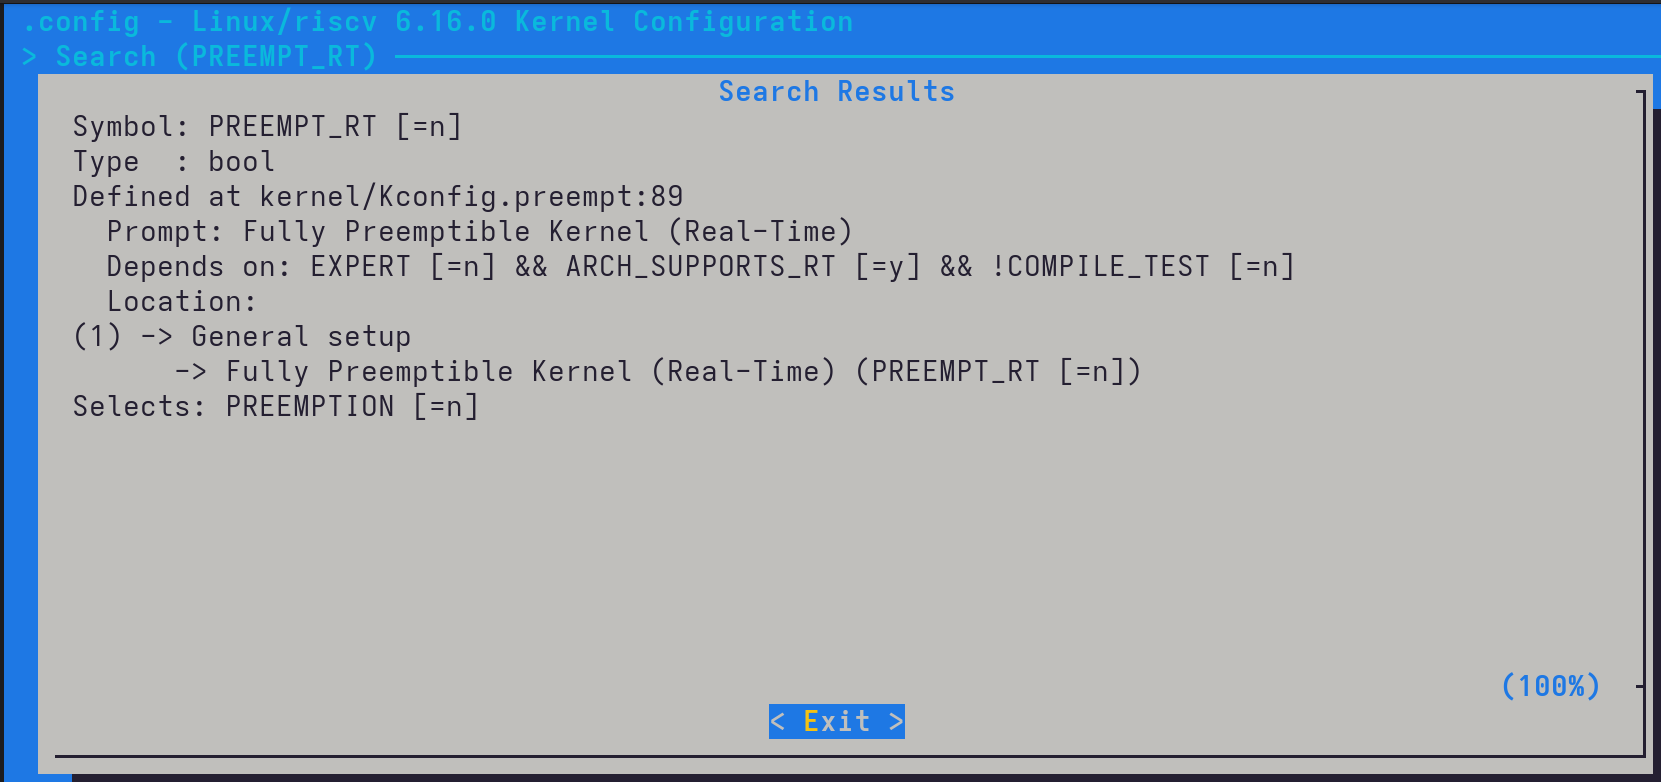 .config - Linux/riscv 6.16.0 Kernel Configuration
> Search (PREEMPT_RT)
Search Results
Symbol: PREEMPT_RT [=n]
Type  : bool
Defined at kernel/Kconfig.preempt:89
  Prompt: Fully Preemptible Kernel (Real-Time)
  Depends on: EXPERT [=n] && ARCH_SUPPORTS_RT [=y] && !COMPILE_TEST [=n]
  Location:
(1) -> General setup
      -> Fully Preemptible Kernel (Real-Time) (PREEMPT_RT [=n])
Selects: PREEMPTION [=n]
(100%)
< Exit >